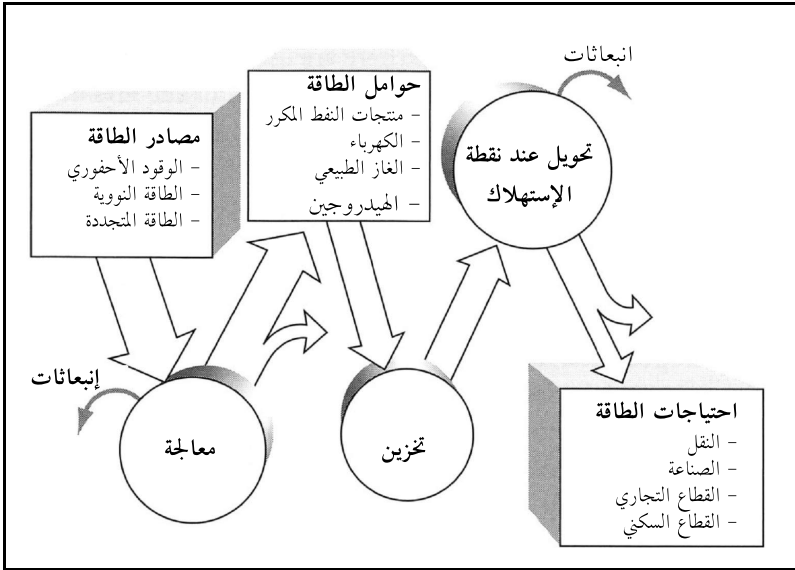 مصادر الطاقة
– الوقود الأحفوري
– الطاقة النووية
– الطاقة المتجددة
إنبعاثات
معالجة
حوامل الطاقة
– منتجات النفط المكرر
– الكهرباء
– الغاز الطبيعي
– الهيدروجين
تخزين
انبعاثات
تحويل عند نقطة
الإستهلاك
احتياجات الطاقة
– النقل
– الصناعة
– القطاع التجاري
– القطاع السكني